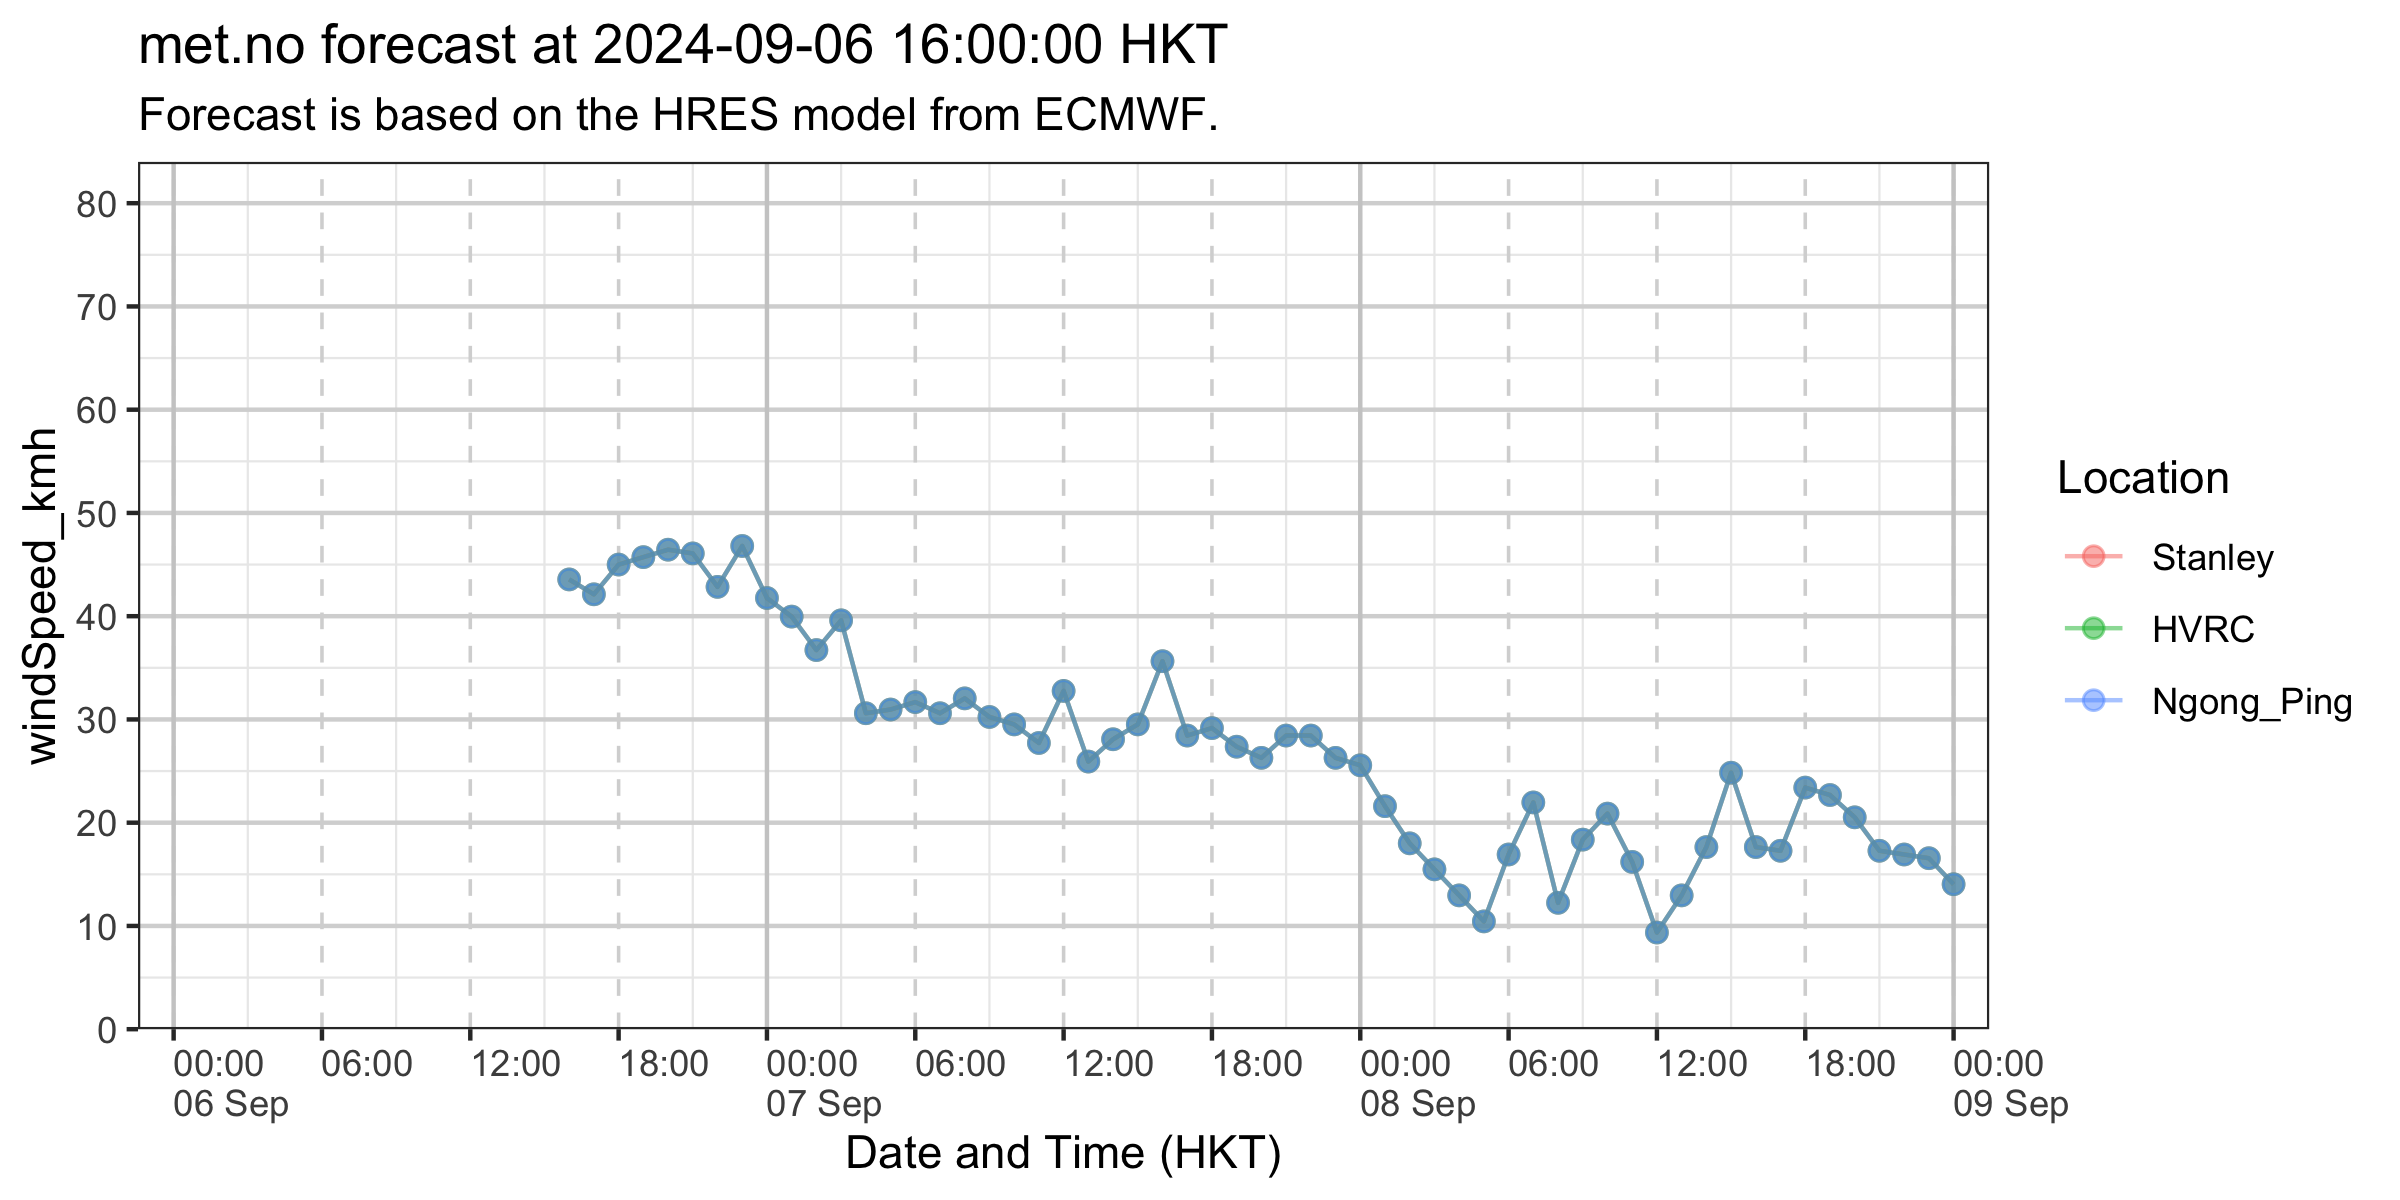 met.no forecast at 2024-09-06 16:00:00 HKT
Forecast is based on the HRES model from ECMWF.
windSpeed_kmh
80
70
60
50
40
30
20
10
0
00:00 06:00 12:00 18:00 00:00 06:00 12:00 18:00 00:00 06:00 12:00 18:00 00:00
06 Sep 07 Sep 08 Sep 09 Sep
Date and Time (HKT)
Location
Stanley
HVRC
Ngong_Ping